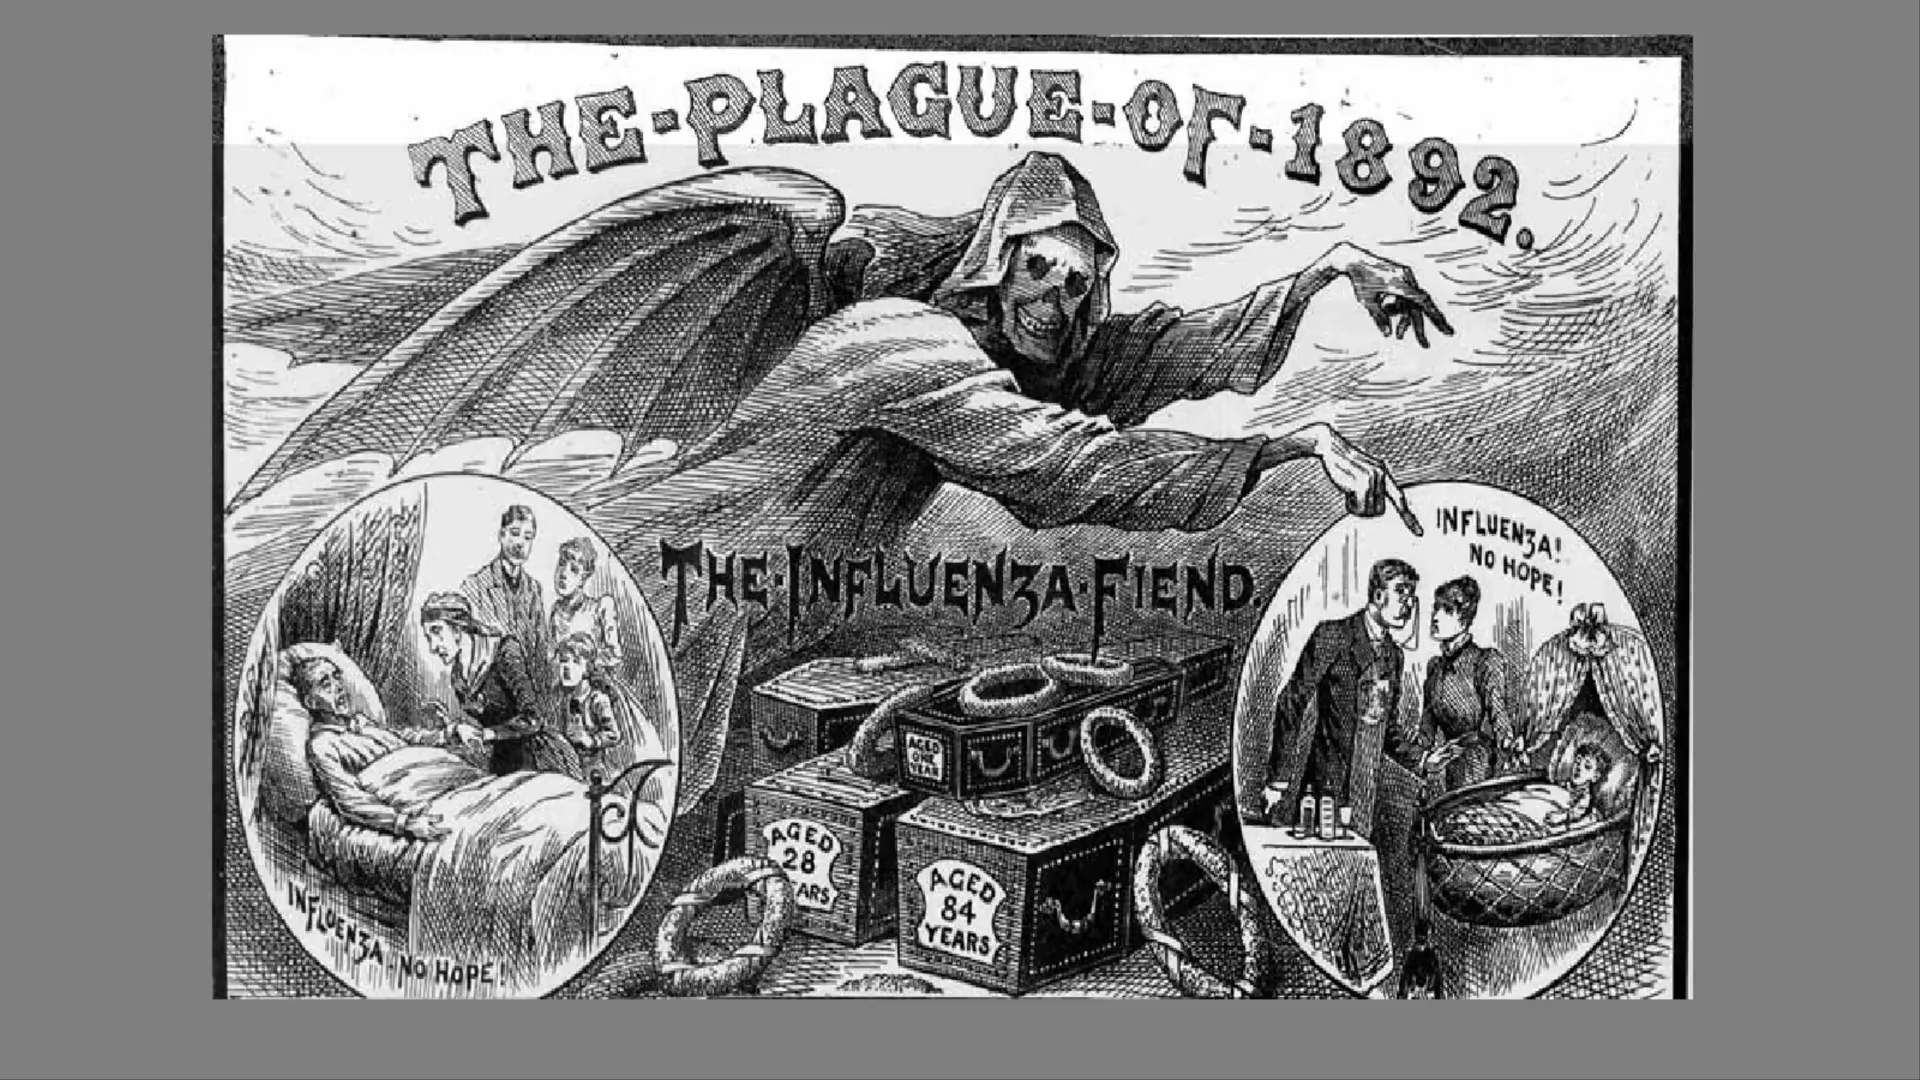 THE-PLAGUE-OF-1892.
THE·INFLUENZA·FIEND.
INFLUENZA!
NO HOPE!
AGED
ONE
YEAR
AGED
28
YEARS
AGED
84
YEARS
INFLUENZA·NO HOPE!